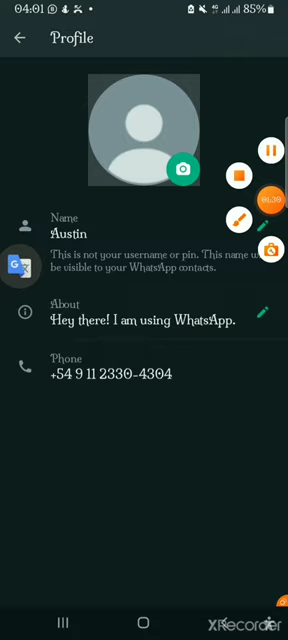 04:01
4G
85%
Profile
Name
Austin
This is not your username or pin. This name w
be visible to your WhatsApp contacts.
About
Hey there! I am using WhatsApp.
Phone
+54 9 11 2330-4304
XRecorder